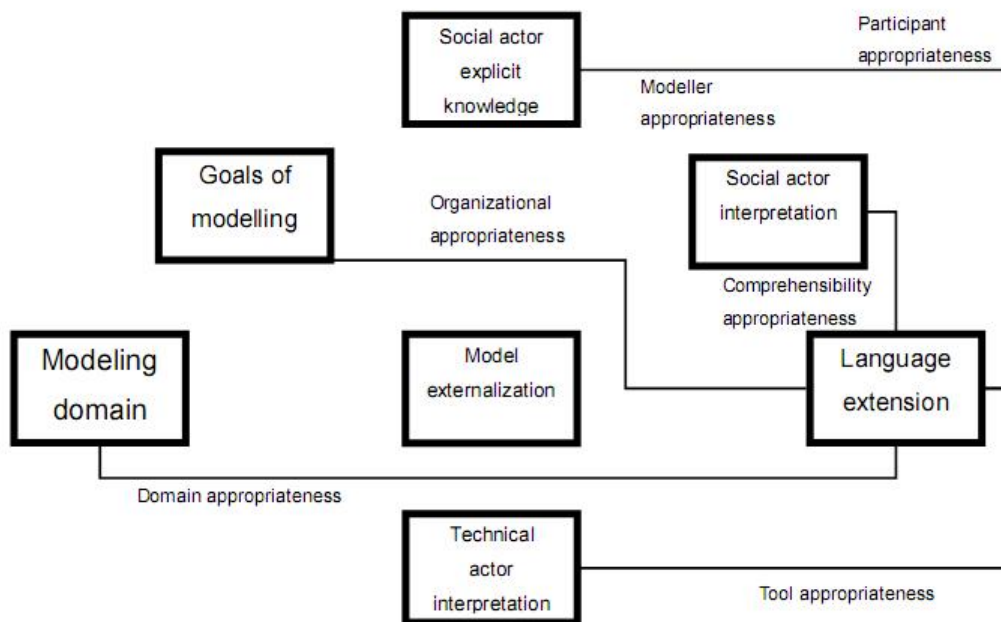 Social actor
explicit
knowledge
Participant
appropriateness
Modeller
appropriateness
Goals of
modelling
Organizational
appropriateness
Social actor
interpretation
Comprehensibility
appropriateness
Modeling
domain
Model
externalization
Language
extension
Domain appropriateness
Technical
actor
interpretation
Tool appropriateness